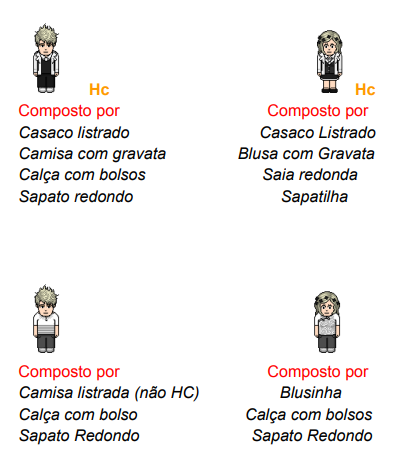 Hc
Composto por
Casaco listrado
Camisa com gravata
Calça com bolsos
Sapato redondo
Hc
Composto por
Casaco Listrado
Blusa com Gravata
Saia redonda
Sapatilha
Composto por
Camisa listrada (não HC)
Calça com bolso
Sapato Redondo
Composto por
Blusinha
Calça com bolsos
Sapato Redondo